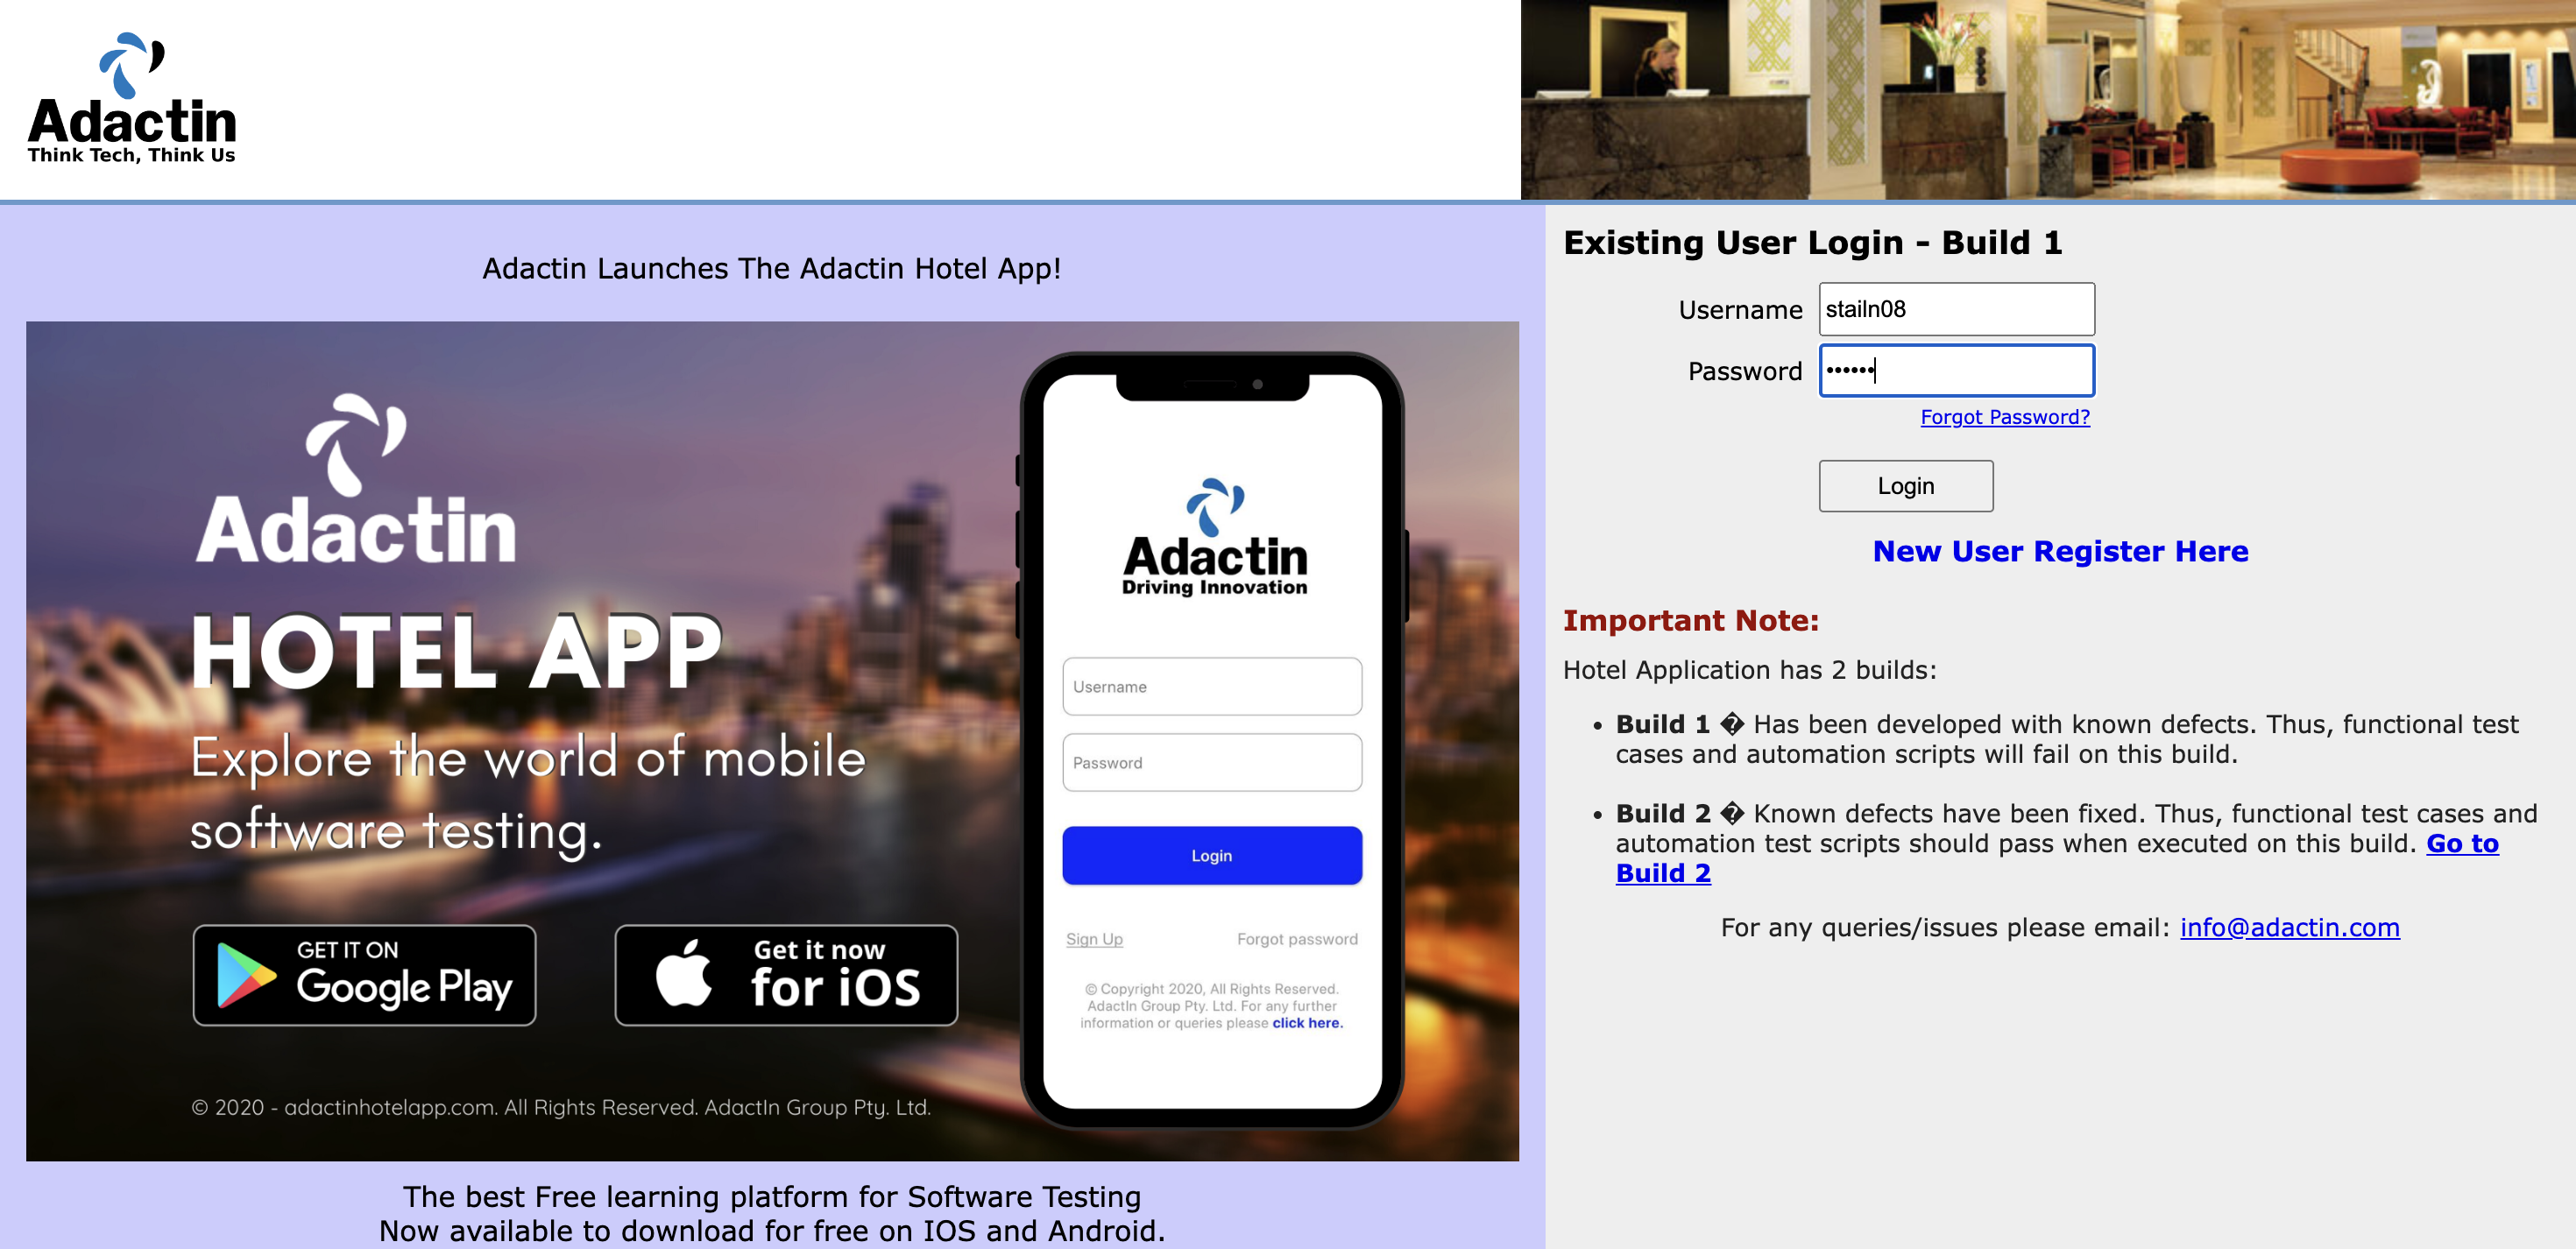 Adactin
Think Tech, Think Us
Adactin Launches The Adactin Hotel App!
Adactin
HOTEL APP
Explore the world of mobile
software testing.
GET IT ON
Google Play
Get it now
for iOS
© 2020 - adactinhotelapp.com. All Rights Reserved. AdactIn Group Pty. Ltd.
Adactin
Driving Innovation
Username
Password
Login
Sign Up Forgot password
© Copyright 2020, All Rights Reserved.
AdactIn Group Pty. Ltd. For any further
information or queries please click here.
The best Free learning platform for Software Testing
Now available to download for free on IOS and Android.
Existing User Login - Build 1
Username stailn08
Password ••••••
Forgot Password?
Login
New User Register Here
Important Note:
Hotel Application has 2 builds:
• Build 1 � Has been developed with known defects. Thus, functional test
cases and automation scripts will fail on this build.
• Build 2 � Known defects have been fixed. Thus, functional test cases and
automation test scripts should pass when executed on this build. Go to
Build 2
For any queries/issues please email: info@adactin.com